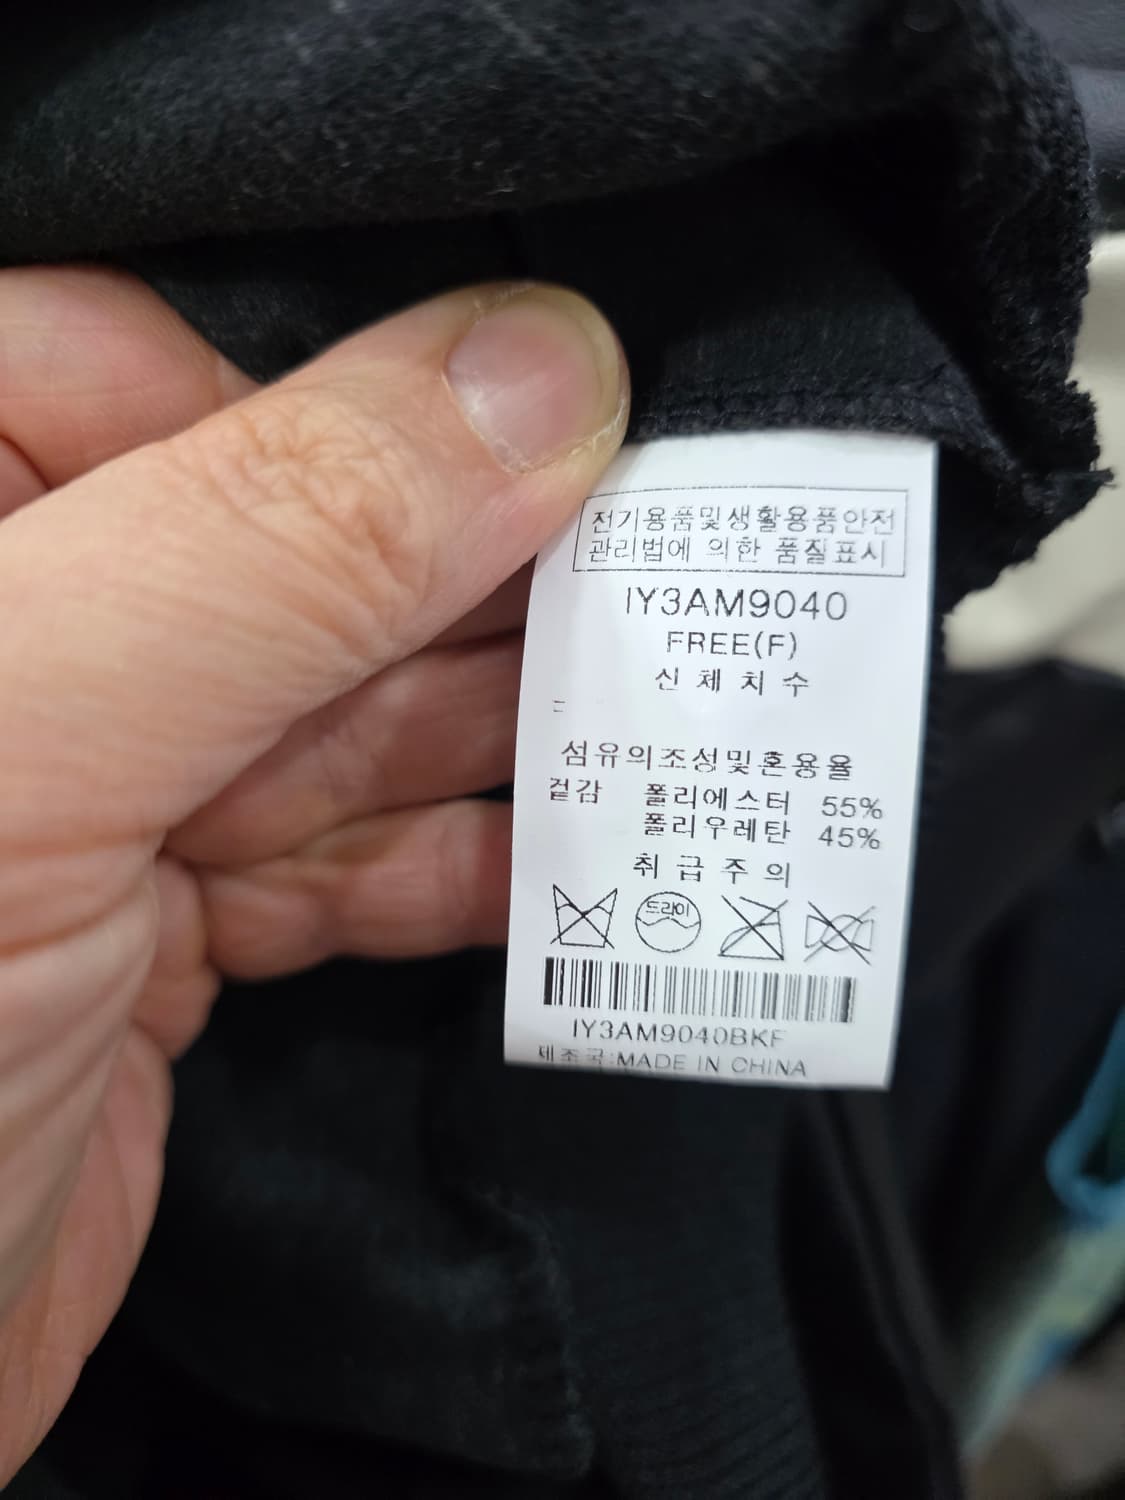 전기용품및생활용품안전
관리법에 의한 품질표시
IY3AM9040
FREE(F)
신체치수
섬유의조성및혼용율
겉감 폴리에스터 55%
폴리우레탄 45%
취급주의
드라이
IY3AM9040BKF
제조국:MADE IN CHINA